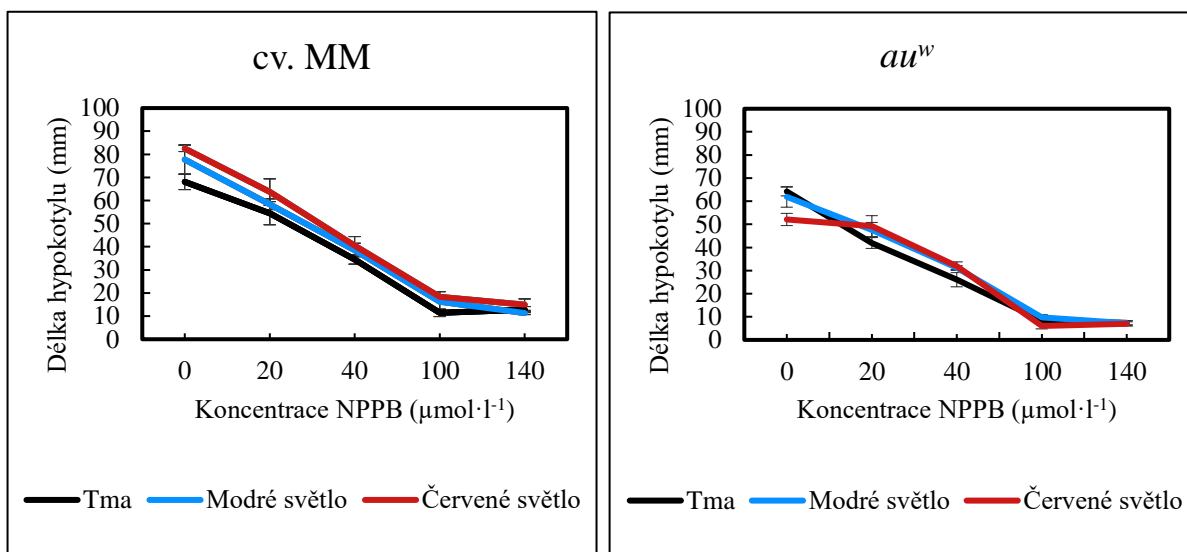 cv. MM
Délka hypokotylu (mm)
100
90
80
70
60
50
40
30
20
10
0
0 20 40 100 140
Koncentrace NPPB (µmol·l⁻¹)
Tma Modré světlo Červené světlo
auʷ
Délka hypokotylu (mm)
100
90
80
70
60
50
40
30
20
10
0
0 20 40 100 140
Koncentrace NPPB (µmol·l⁻¹)
Tma Modré světlo Červené světlo